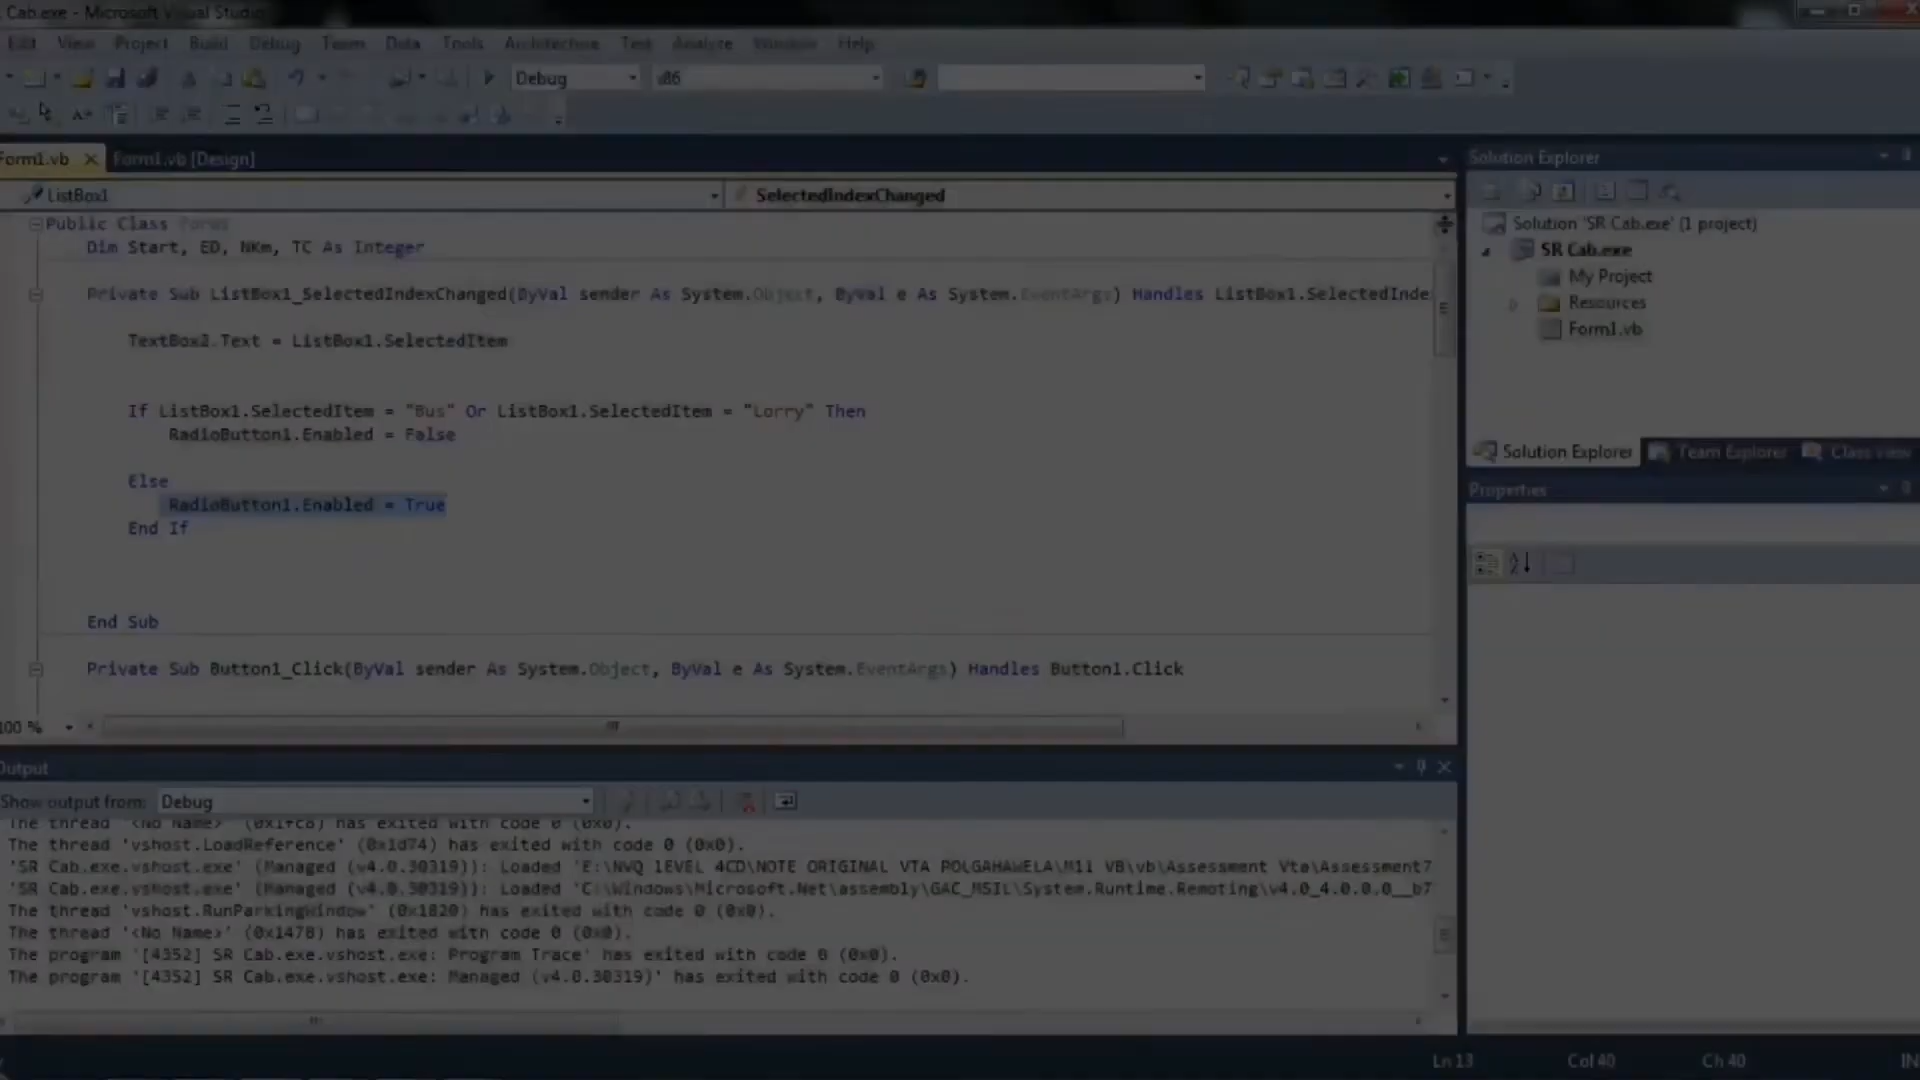 Cab.exe - Microsoft Visual Studio
Edit View Project Build Debug Team Data Tools Architecture Test Analyze Window Help
Debug x86
Form1.vb Form1.vb [Design]
ListBox1 SelectedIndexChanged
Public Class Form1
Dim Start, ED, NKm, TC As Integer
Private Sub ListBox1_SelectedIndexChanged(ByVal sender As System.Object, ByVal e As System.EventArgs) Handles ListBox1.SelectedInde
TextBox2.Text = ListBox1.SelectedItem
If ListBox1.SelectedItem = "Bus" Or ListBox1.SelectedItem = "Lorry" Then
RadioButton1.Enabled = False
Else
RadioButton1.Enabled = True
End If
End Sub
Private Sub Button1_Click(ByVal sender As System.Object, ByVal e As System.EventArgs) Handles Button1.Click
100 %
Output
Show output from: Debug
The thread '<No Name>' (0x1fc8) has exited with code 0 (0x0).
The thread 'vshost.LoadReference' (0x1d74) has exited with code 0 (0x0).
'SR Cab.exe.vshost.exe' (Managed (v4.0.30319)): Loaded 'E:\NVQ lEVEL 4CD\NOTE ORIGINAL VTA POLGAHAWELA\M11 VB\vb\Assessment Vta\Assessment7
'SR Cab.exe.vshost.exe' (Managed (v4.0.30319)): Loaded 'C:\Windows\Microsoft.Net\assembly\GAC_MSIL\System.Runtime.Remoting\v4.0_4.0.0.0__b7
The thread 'vshost.RunParkingWindow' (0x1820) has exited with code 0 (0x0).
The thread '<No Name>' (0x1478) has exited with code 0 (0x0).
The program '[4352] SR Cab.exe.vshost.exe: Program Trace' has exited with code 0 (0x0).
The program '[4352] SR Cab.exe.vshost.exe: Managed (v4.0.30319)' has exited with code 0 (0x0).
Solution Explorer
Solution 'SR Cab.exe' (1 project)
SR Cab.exe
My Project
Resources
Form1.vb
Solution Explorer Team Explorer Class View
Properties
Ln 13 Col 40 Ch 40 IN